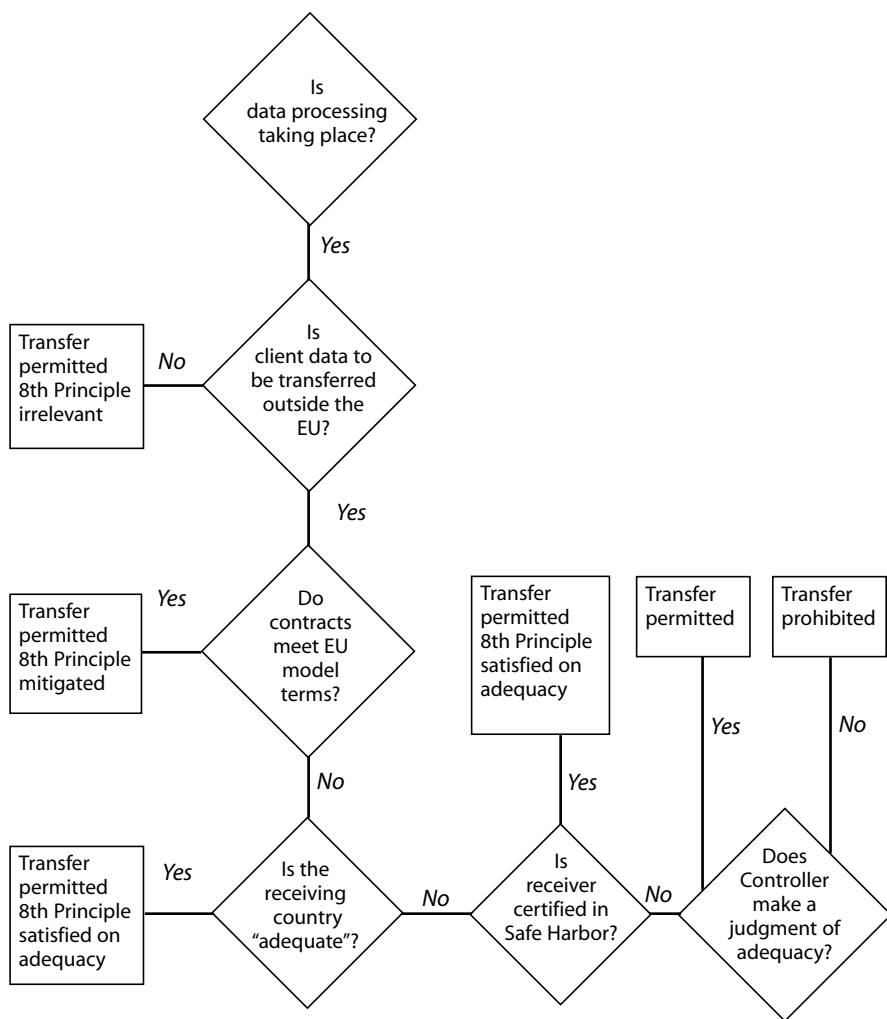 Is
data processing
taking place?
Yes
Transfer
permitted
8th Principle
irrelevant
No
Is
client data to
be transferred
outside the
EU?
Yes
Transfer
permitted
8th Principle
mitigated
Yes
Do
contracts
meet EU
model
terms?
No
Transfer
permitted
8th Principle
satisfied on
adequacy
Yes
Is the
receiving
country
“adequate”?
No
Transfer
permitted
8th Principle
satisfied on
adequacy
Yes
Is
receiver
certified in
Safe Harbor?
No
Transfer
permitted
Yes
Transfer
prohibited
No
Does
Controller
make a
judgment of
adequacy?